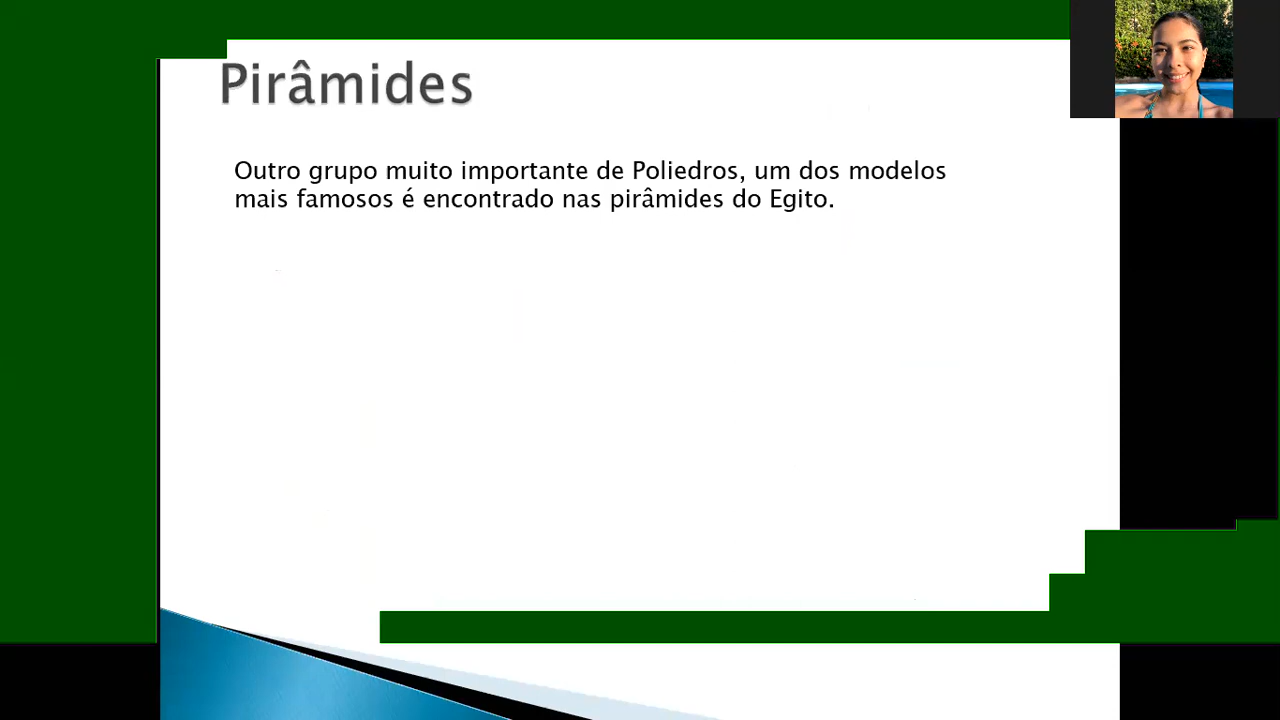 Pirâmides
Outro grupo muito importante de Poliedros, um dos modelos
mais famosos é encontrado nas pirâmides do Egito.